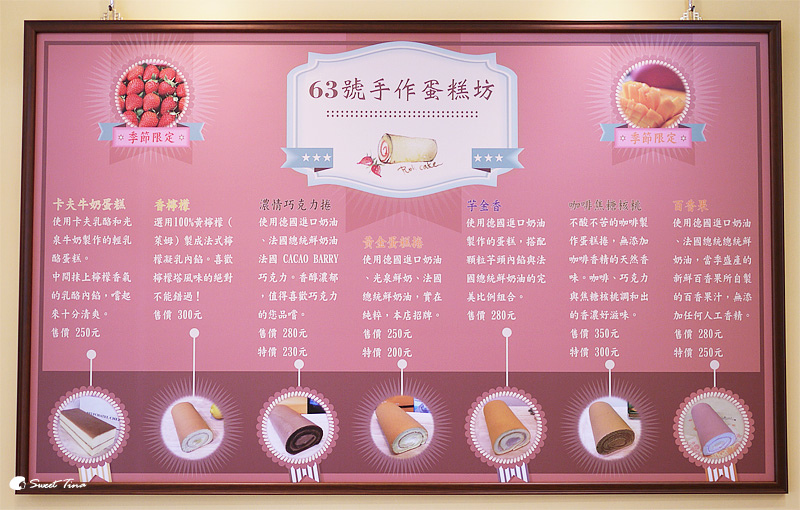 63號手作蛋糕坊
Roll cake
季節限定
季節限定
卡夫牛奶蛋糕
使用卡夫乳酪和光
泉牛奶製作的輕乳
酪蛋糕。
中間抹上檸檬香氣
的乳酪內餡，嚐起
來十分清爽。
售價 250元
香檸檬
選用100%黃檸檬（
萊姆）製成法式檸
檬凝乳內餡。喜歡
檸檬塔風味的絕對
不能錯過！
售價 300元
濃情巧克力捲
使用德國進口奶油
、法國總統鮮奶油
法國 CACAO BARRY
巧克力。香醇濃郁
，值得喜歡巧克力
的您品嚐。
售價 280元
特價 230元
黃金蛋糕捲
使用德國進口奶油
、光泉鮮奶、法國
總統鮮奶油，實在
純粹，本店招牌。
售價 250元
特價 200元
芋金香
使用德國進口奶油
製作的蛋糕，搭配
顆粒芋頭內餡與法
國總統鮮奶油的完
美比例組合。
售價 280元
咖啡焦糖核桃
不酸不苦的咖啡製
作蛋糕捲，無添加
咖啡香精的天然香
味。咖啡、巧克力
與焦糖核桃調和出
的香濃好滋味。
售價 350元
特價 300元
百香果
使用德國進口奶油
、法國總統鮮奶油
，當季盛產的
新鮮百香果所自製
的百香果汁，無添
加任何人工香精。
售價 280元
特價 250元
Sweet Tina